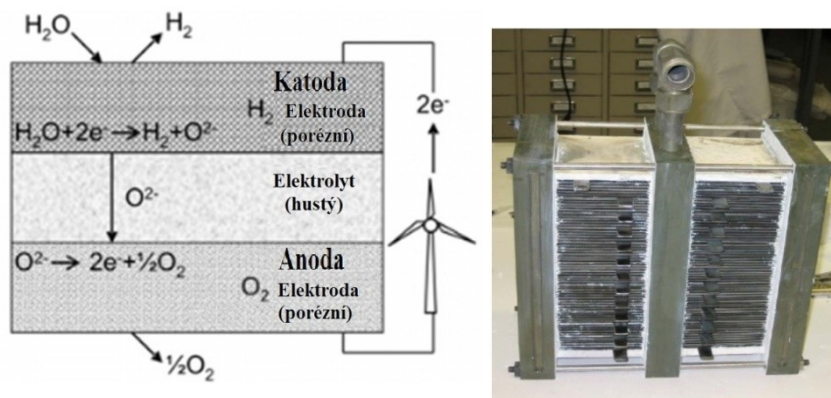 H₂O
H₂
Katoda
H₂ Elektroda
(porézní)
H₂O+2e⁻→H₂+O²⁻
2e⁻
Elektrolyt
(hustý)
O²⁻
Anoda
O²⁻→ 2e⁻+½O₂
O₂ Elektroda
(porézní)
½O₂